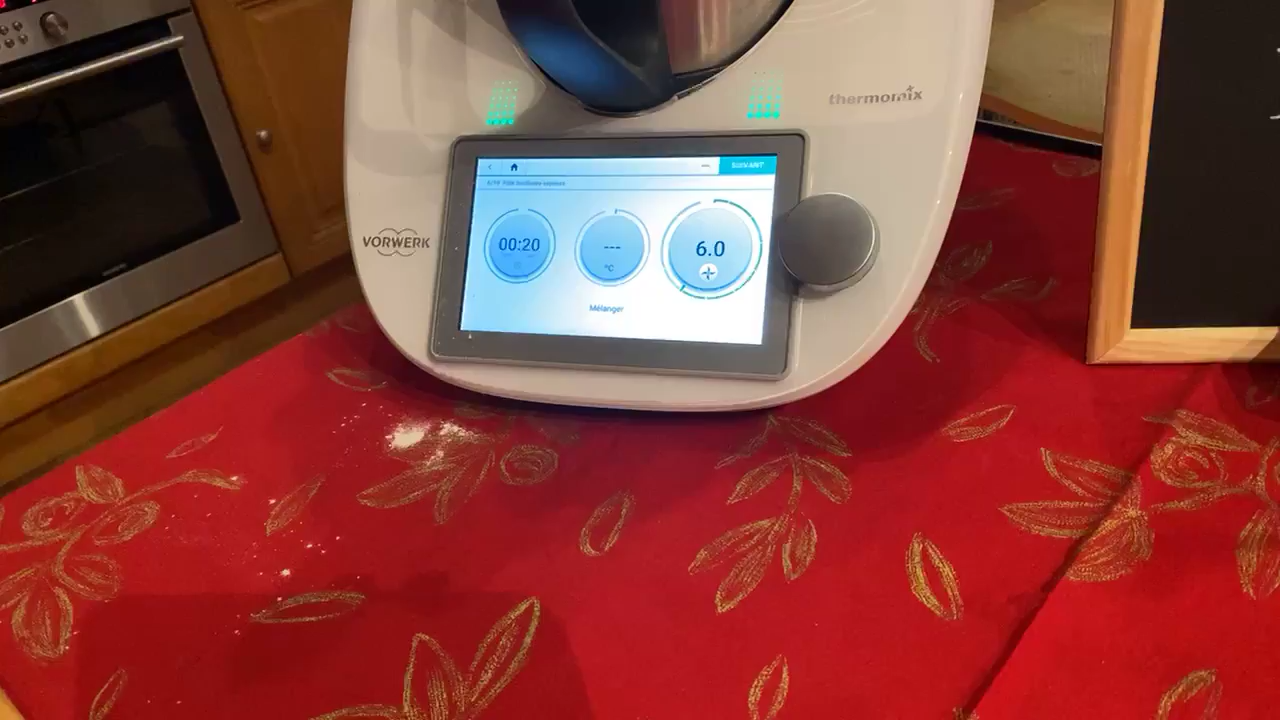 thermomix
SUIVANT
VORWERK
00:20
---
°C
6.0
Mélanger